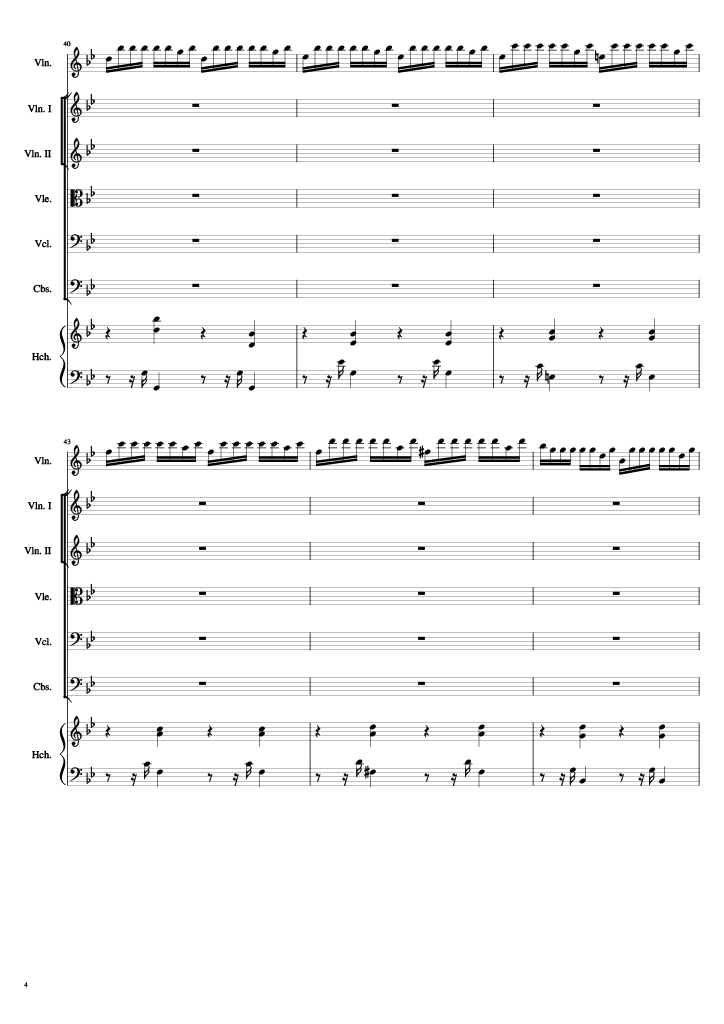 40
Vln.
Vln. I
Vln. II
Vle.
Vcl.
Cbs.
Hch.
43
Vln.
Vln. I
Vln. II
Vle.
Vcl.
Cbs.
Hch.
4